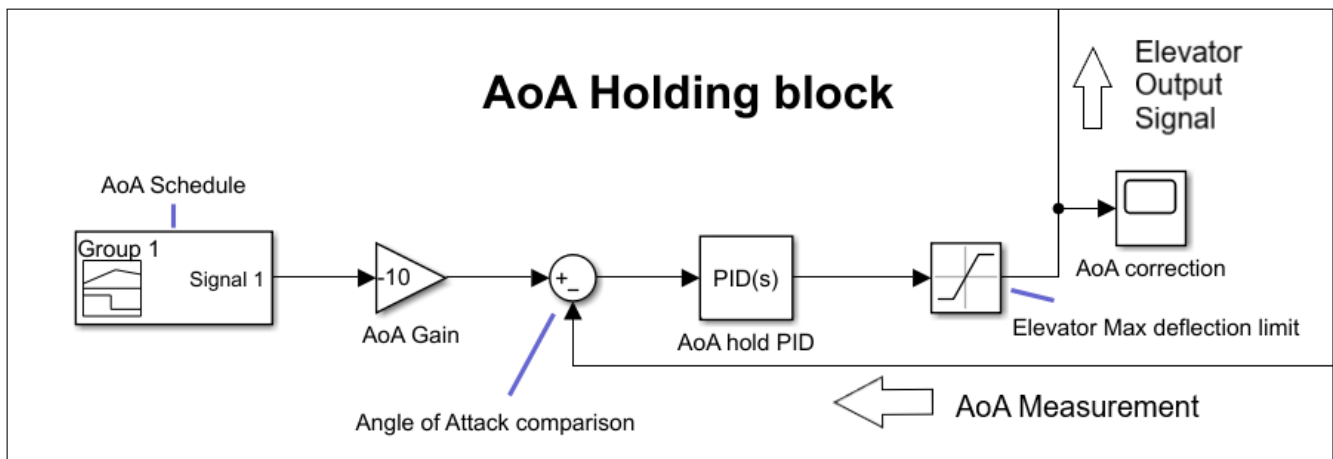 AoA Holding block
Elevator
Output
Signal
AoA Schedule
Group 1
Signal 1
-10
AoA Gain
+
_
PID(s)
AoA hold PID
AoA correction
Elevator Max deflection limit
Angle of Attack comparison
AoA Measurement